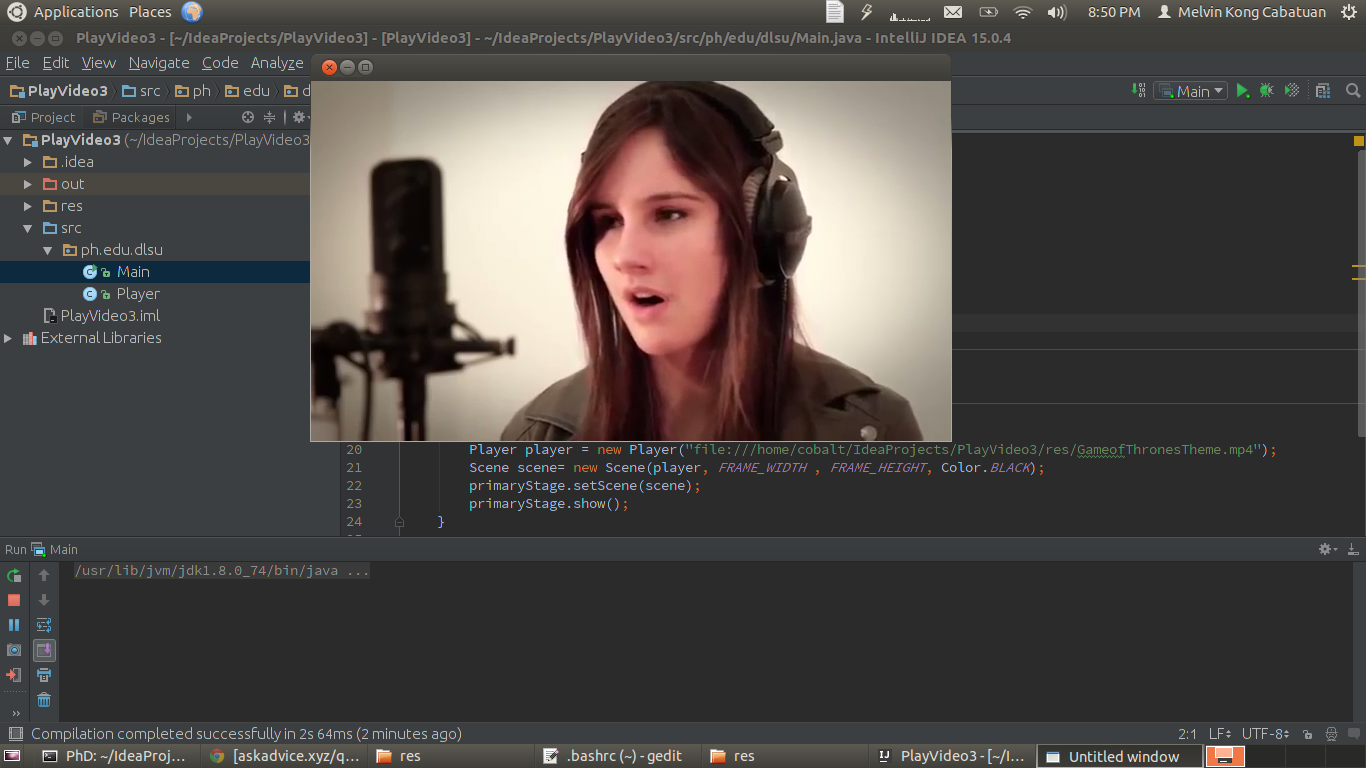 Applications Places 8:50 PM Melvin Kong Cabatuan
PlayVideo3 - [~/IdeaProjects/PlayVideo3] - [PlayVideo3] - ~/IdeaProjects/PlayVideo3/src/ph/edu/dlsu/Main.java - IntelliJ IDEA 15.0.4
File Edit View Navigate Code Analyze
PlayVideo3 src ph edu d Main
Project Packages
PlayVideo3 (~/IdeaProjects/PlayVideo3
.idea
out
res
src
ph.edu.dlsu
Main
Player
PlayVideo3.iml
External Libraries
20 Player player = new Player("file:///home/cobalt/IdeaProjects/PlayVideo3/res/GameofThronesTheme.mp4");
21 Scene scene= new Scene(player, FRAME_WIDTH , FRAME_HEIGHT, Color.BLACK);
22 primaryStage.setScene(scene);
23 primaryStage.show();
24 }
Run Main
/usr/lib/jvm/jdk1.8.0_74/bin/java ...
Compilation completed successfully in 2s 64ms (2 minutes ago) 2:1 LF UTF-8
PhD: ~/IdeaProj... [askadvice.xyz/q... res .bashrc (~) - gedit res PlayVideo3 - [~/I... Untitled window